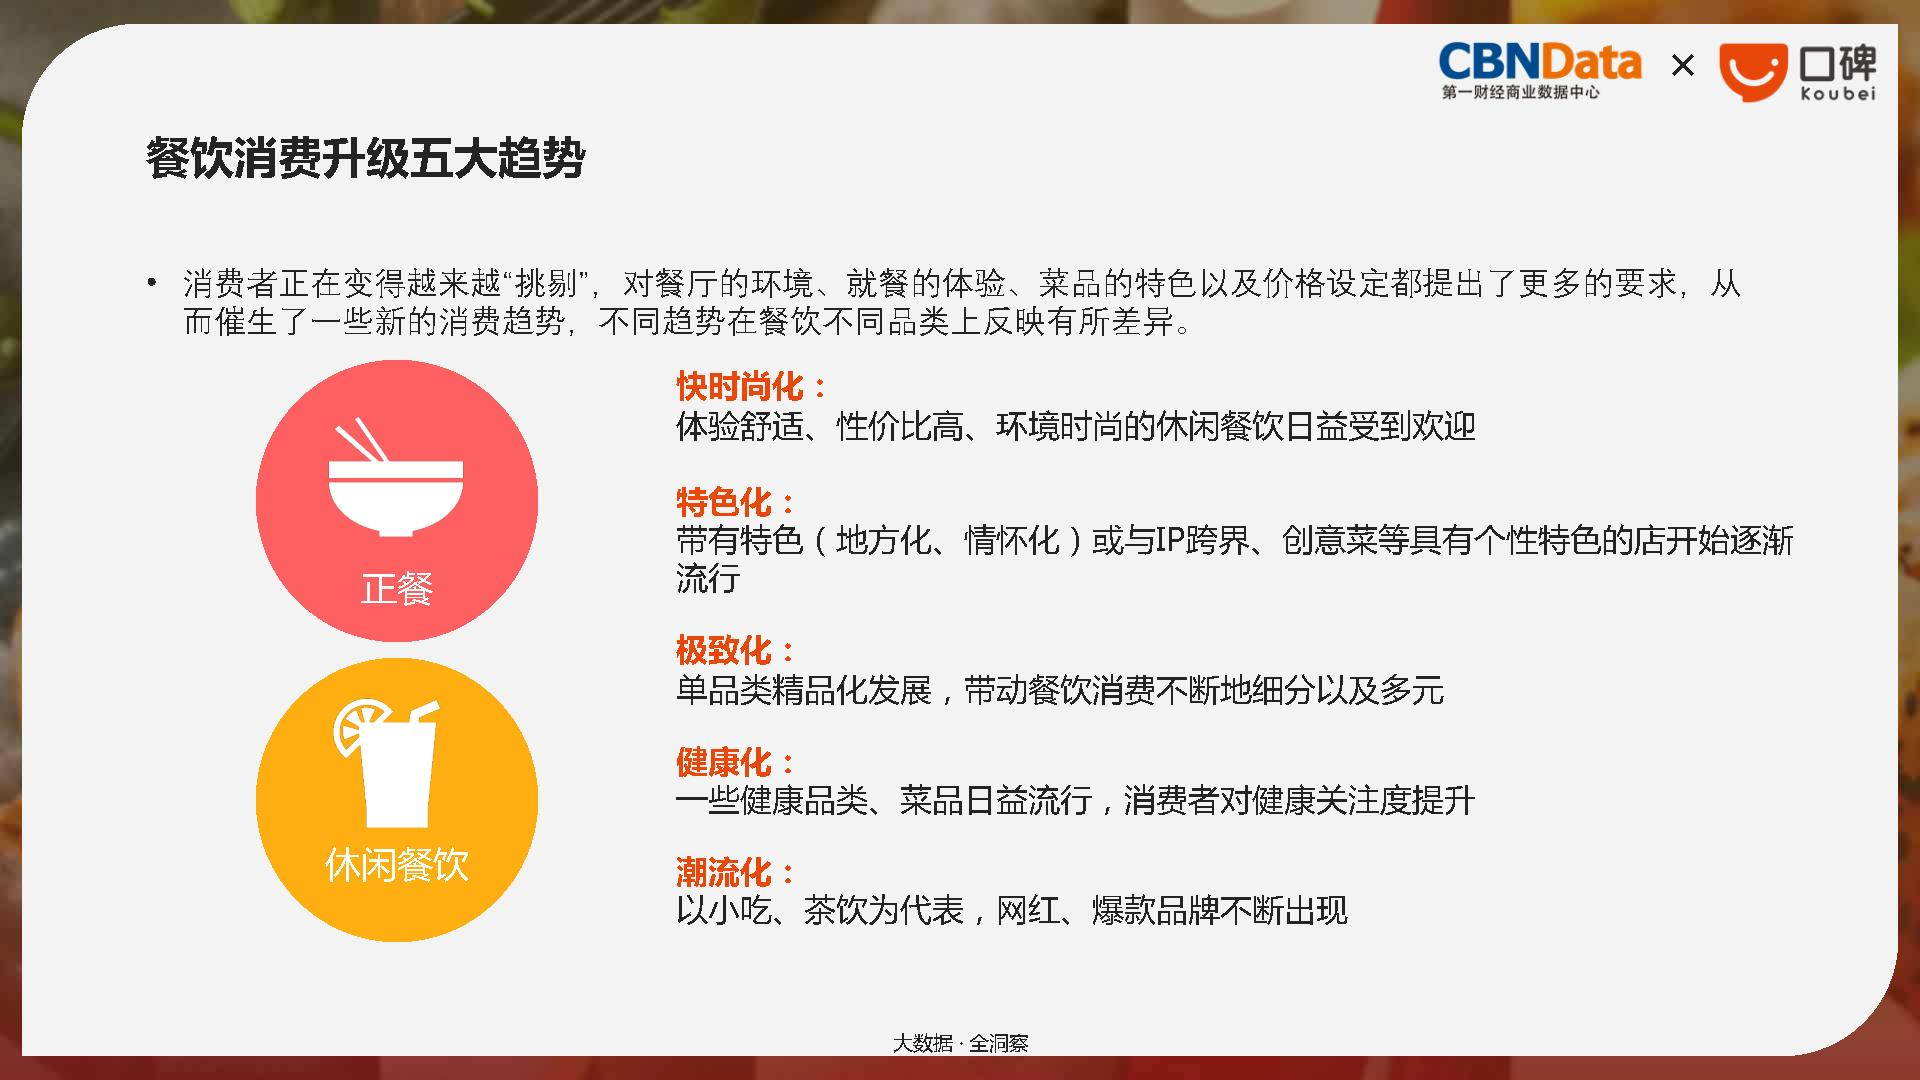 CBNData
第一财经商业数据中心
×
口碑
Koubei
餐饮消费升级五大趋势
• 消费者正在变得越来越“挑剔”，对餐厅的环境、就餐的体验、菜品的特色以及价格设定都提出了更多的要求，从
而催生了一些新的消费趋势，不同趋势在餐饮不同品类上反映有所差异。
正餐
休闲餐饮
快时尚化：
体验舒适、性价比高、环境时尚的休闲餐饮日益受到欢迎
特色化：
带有特色（地方化、情怀化）或与IP跨界、创意菜等具有个性特色的店开始逐渐
流行
极致化：
单品类精品化发展，带动餐饮消费不断地细分以及多元
健康化：
一些健康品类、菜品日益流行，消费者对健康关注度提升
潮流化：
以小吃、茶饮为代表，网红、爆款品牌不断出现
大数据·全洞察